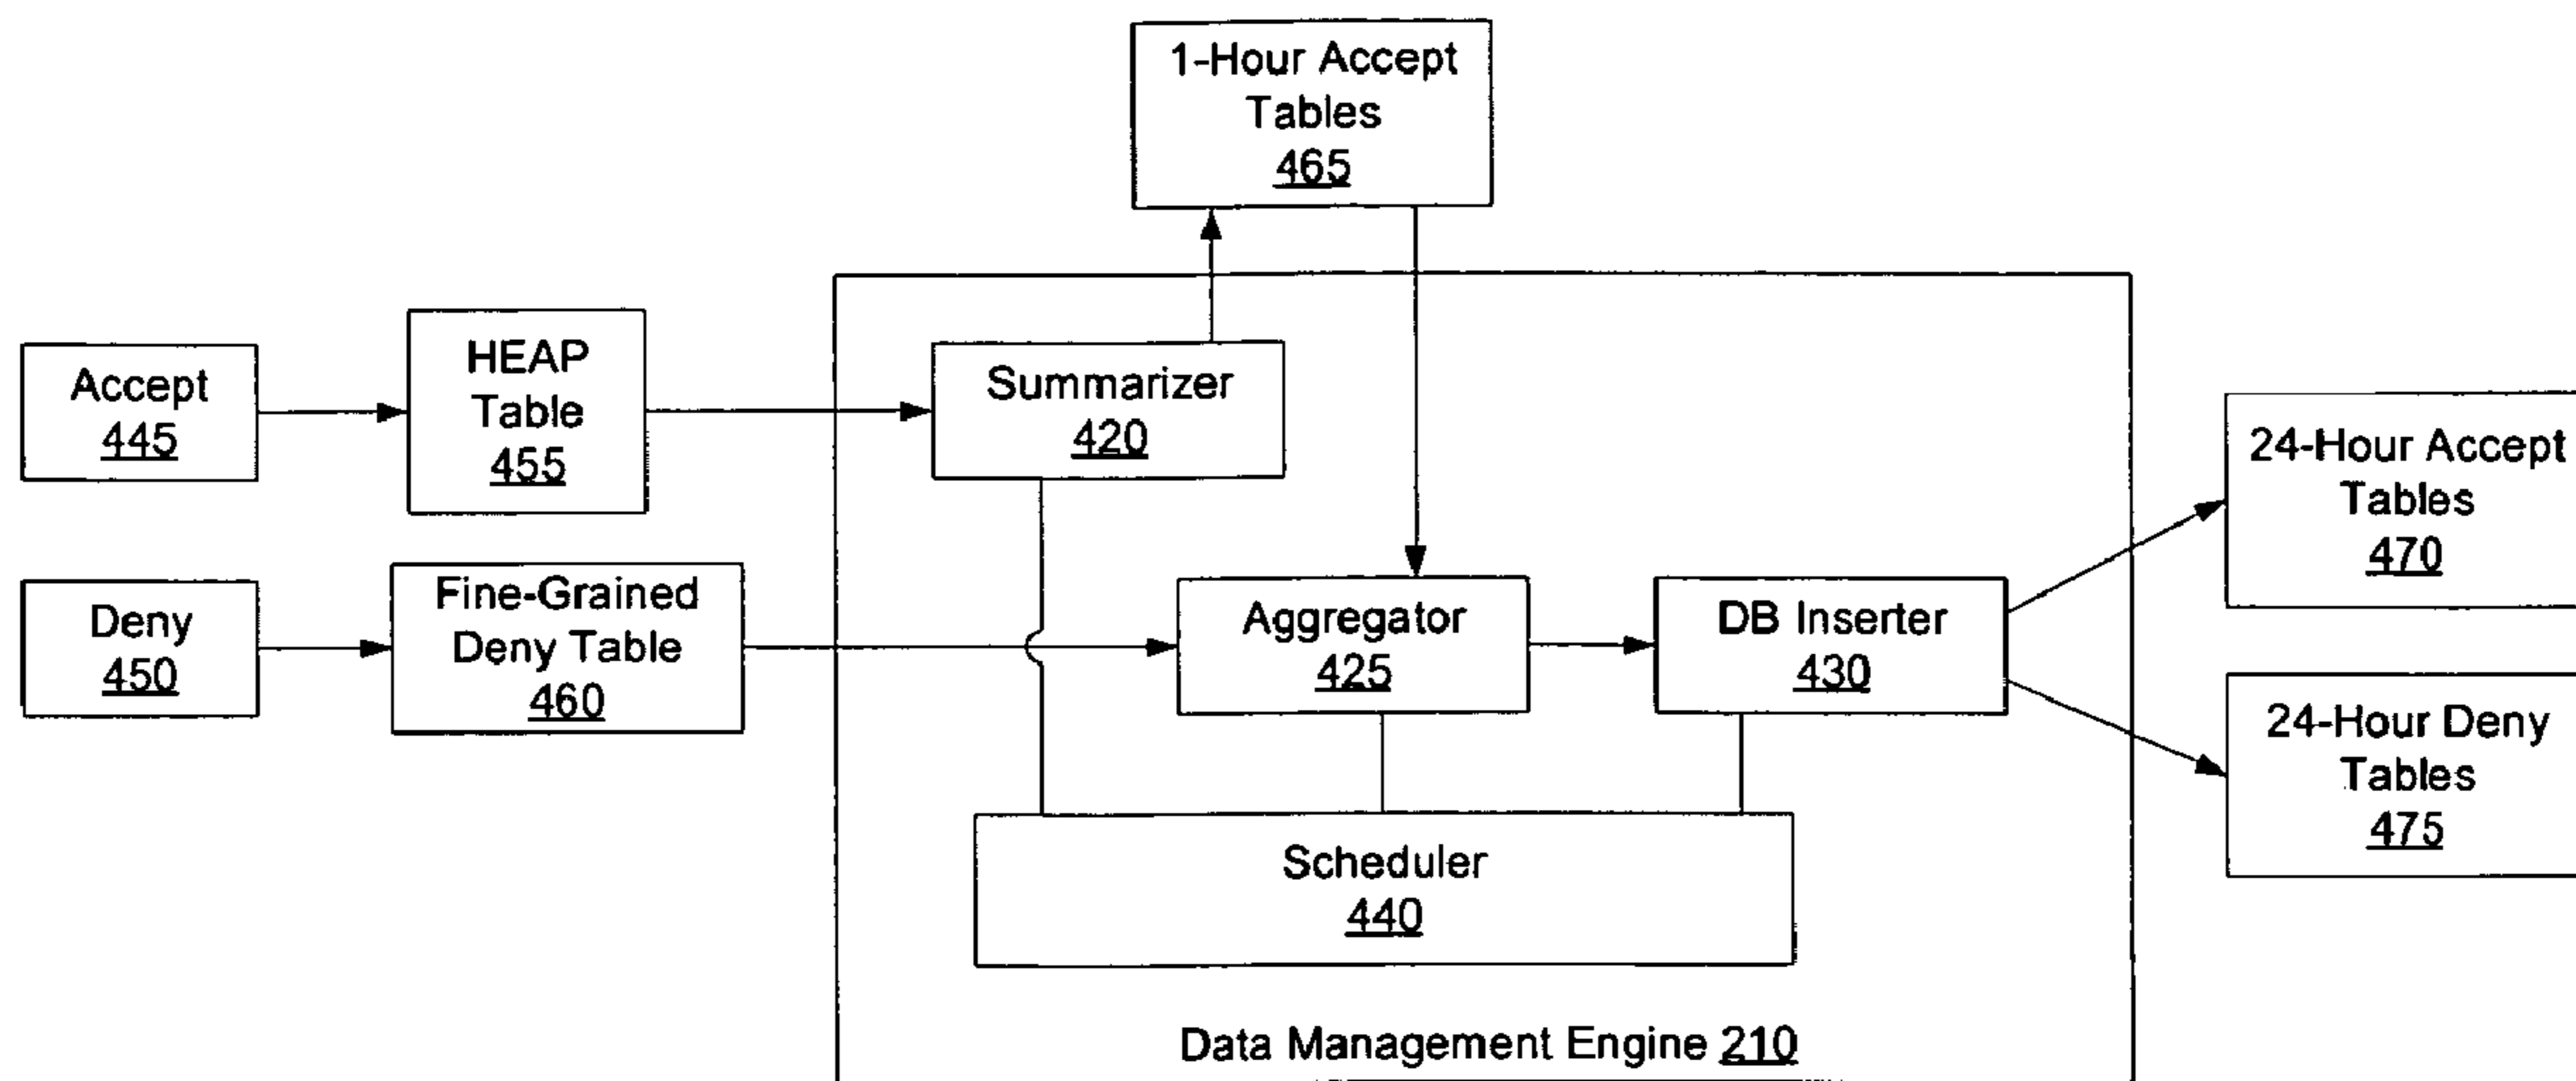 1-Hour Accept
Tables
465
Accept
445
HEAP
Table
455
Summarizer
420
24-Hour Accept
Tables
470
Deny
450
Fine-Grained
Deny Table
460
Aggregator
425
DB Inserter
430
24-Hour Deny
Tables
475
Scheduler
440
Data Management Engine 210